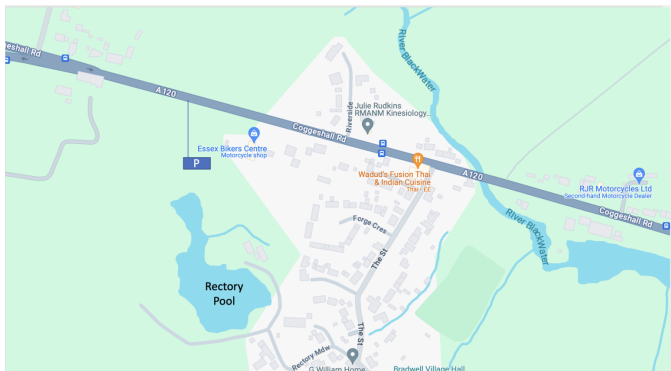 geshall Rd
A120
River BlackWater
Julie Rudkins
RMANM Kinesiology...
Riverside
Coggeshall Rd
Essex Bikers Centre
Motorcycle shop
P
Wadud's Fusion Thai
& Indian Cuisine
A120
RJR Motorcycles Ltd
Second-hand Motorcycle Dealer
Coggeshall Rd
River BlackWater
Forge Cres
The St
Rectory
Pool
The St
Rectory Mdw
G William Home
Bradwell Village Hall